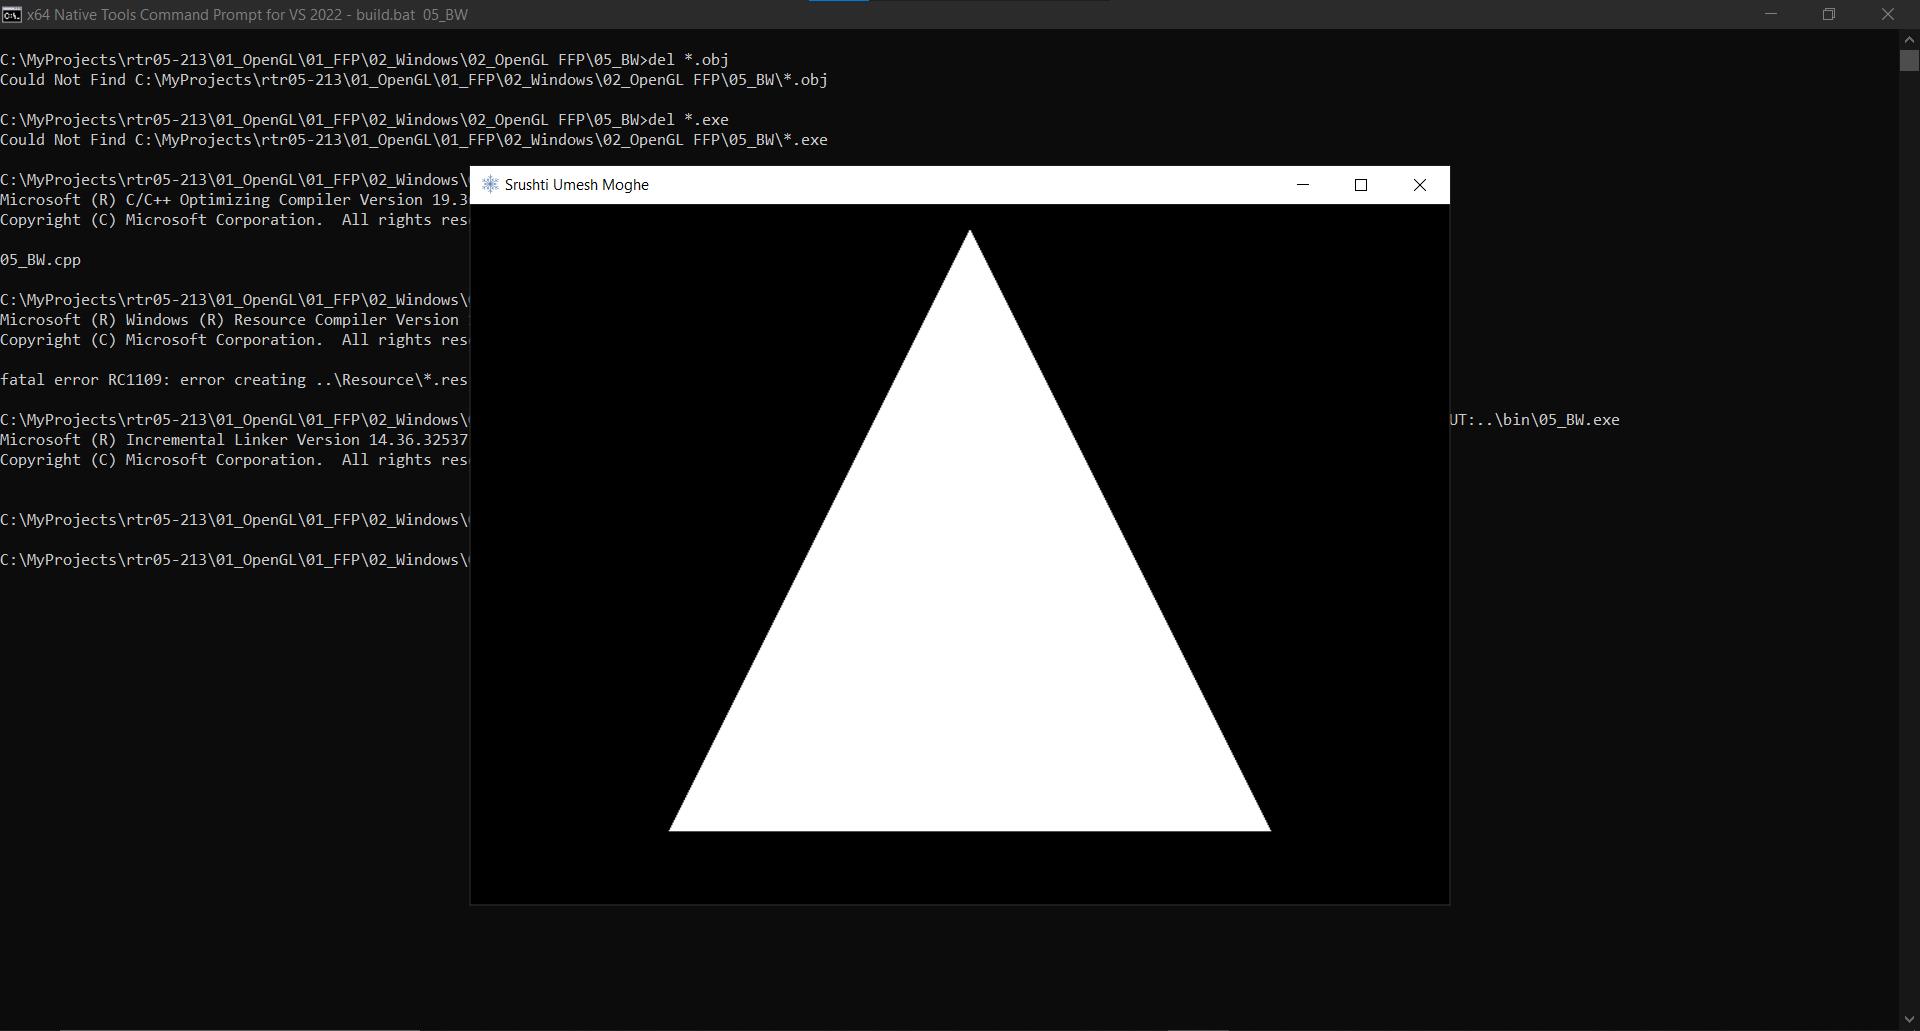 x64 Native Tools Command Prompt for VS 2022 - build.bat  05_BW
C:\MyProjects\rtr05-213\01_OpenGL\01_FFP\02_Windows\02_OpenGL FFP\05_BW>del *.obj
Could Not Find C:\MyProjects\rtr05-213\01_OpenGL\01_FFP\02_Windows\02_OpenGL FFP\05_BW\*.obj
C:\MyProjects\rtr05-213\01_OpenGL\01_FFP\02_Windows\02_OpenGL FFP\05_BW>del *.exe
Could Not Find C:\MyProjects\rtr05-213\01_OpenGL\01_FFP\02_Windows\02_OpenGL FFP\05_BW\*.exe
C:\MyProjects\rtr05-213\01_OpenGL\01_FFP\02_Windows\
Srushti Umesh Moghe
Microsoft (R) C/C++ Optimizing Compiler Version 19.3
Copyright (C) Microsoft Corporation.  All rights res
05_BW.cpp
C:\MyProjects\rtr05-213\01_OpenGL\01_FFP\02_Windows\
Microsoft (R) Windows (R) Resource Compiler Version
Copyright (C) Microsoft Corporation.  All rights res
fatal error RC1109: error creating ..\Resource\*.res
C:\MyProjects\rtr05-213\01_OpenGL\01_FFP\02_Windows\ UT:..\bin\05_BW.exe
Microsoft (R) Incremental Linker Version 14.36.32537
Copyright (C) Microsoft Corporation.  All rights res
C:\MyProjects\rtr05-213\01_OpenGL\01_FFP\02_Windows\
C:\MyProjects\rtr05-213\01_OpenGL\01_FFP\02_Windows\